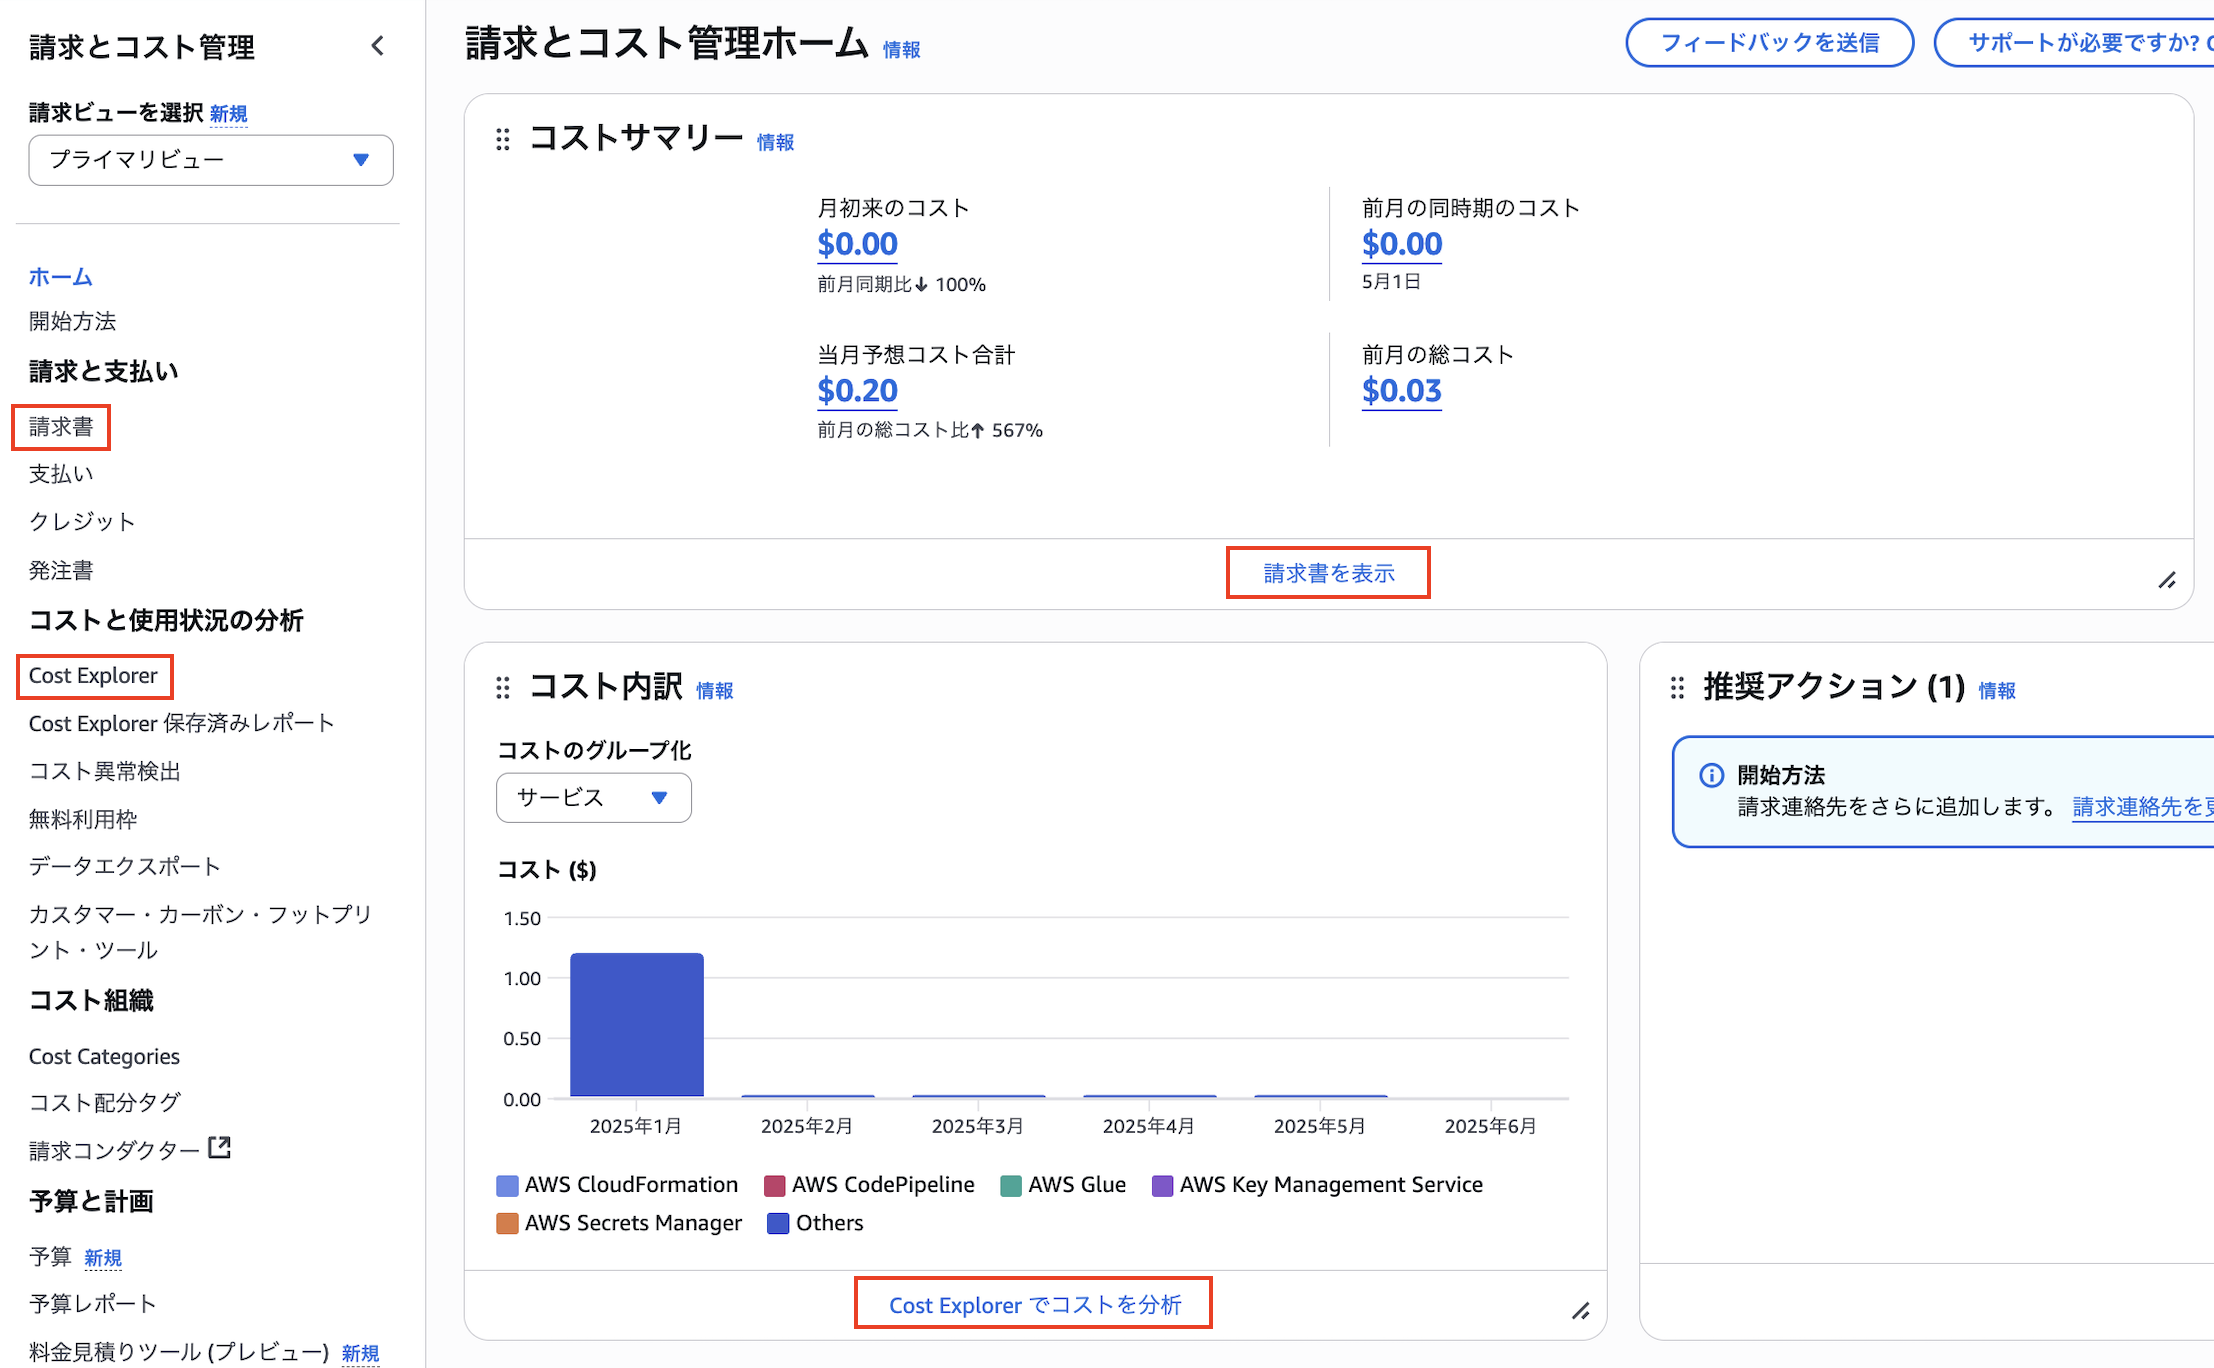 請求とコスト管理
請求ビューを選択 新規
プライマリビュー
ホーム
開始方法
請求と支払い
請求書
支払い
クレジット
発注書
コストと使用状況の分析
Cost Explorer
Cost Explorer 保存済みレポート
コスト異常検出
無料利用枠
データエクスポート
カスタマー・カーボン・フットプリ
ント・ツール
コスト組織
Cost Categories
コスト配分タグ
請求コンダクター
予算と計画
予算 新規
予算レポート
料金見積りツール (プレビュー) 新規
請求とコスト管理ホーム 情報
フィードバックを送信
サポートが必要ですか?
コストサマリー 情報
月初来のコスト
$0.00
前月同期比↓ 100%
前月の同時期のコスト
$0.00
5月1日
当月予想コスト合計
$0.20
前月の総コスト比↑ 567%
前月の総コスト
$0.03
請求書を表示
コスト内訳 情報
コストのグループ化
サービス
コスト ($)
1.50
1.00
0.50
0.00
2025年1月 2025年2月 2025年3月 2025年4月 2025年5月 2025年6月
AWS CloudFormation AWS CodePipeline AWS Glue AWS Key Management Service
AWS Secrets Manager Others
Cost Explorer でコストを分析
推奨アクション (1) 情報
開始方法
請求連絡先をさらに追加します。 請求連絡先を